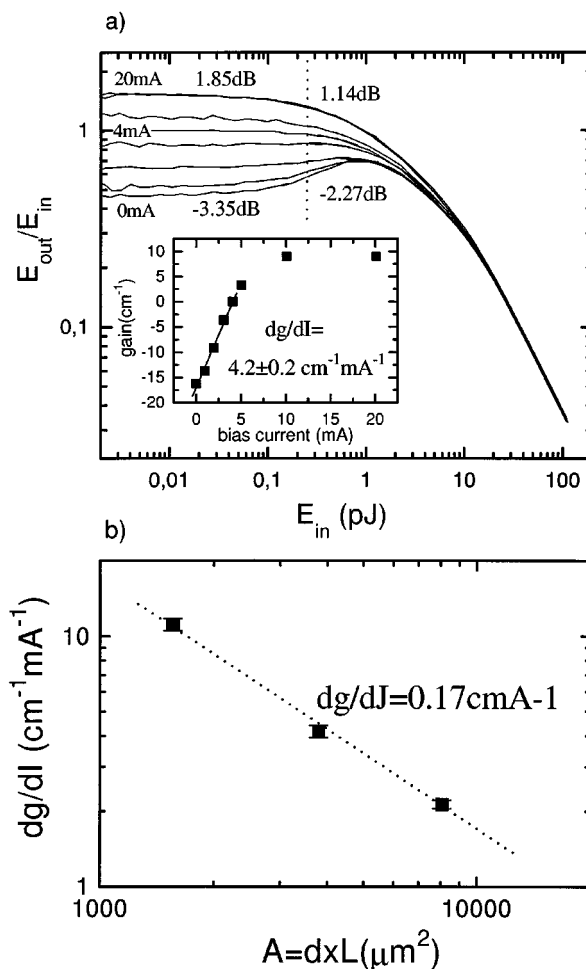 a)
20mA 1.85dB 1.14dB
1
4mA
0mA -3.35dB -2.27dB
E_out/E_in
0,1
10
5
0
-5
-10
-15
-20
gain(cm⁻¹)
dg/dI=
4.2±0.2 cm⁻¹mA⁻¹
0 5 10 15 20
bias current (mA)
0,01 0,1 1 10 100
E_in (pJ)
b)
10
dg/dJ=0.17cmA-1
dg/dI (cm⁻¹mA⁻¹)
1
1000 10000
A=dxL(μm²)